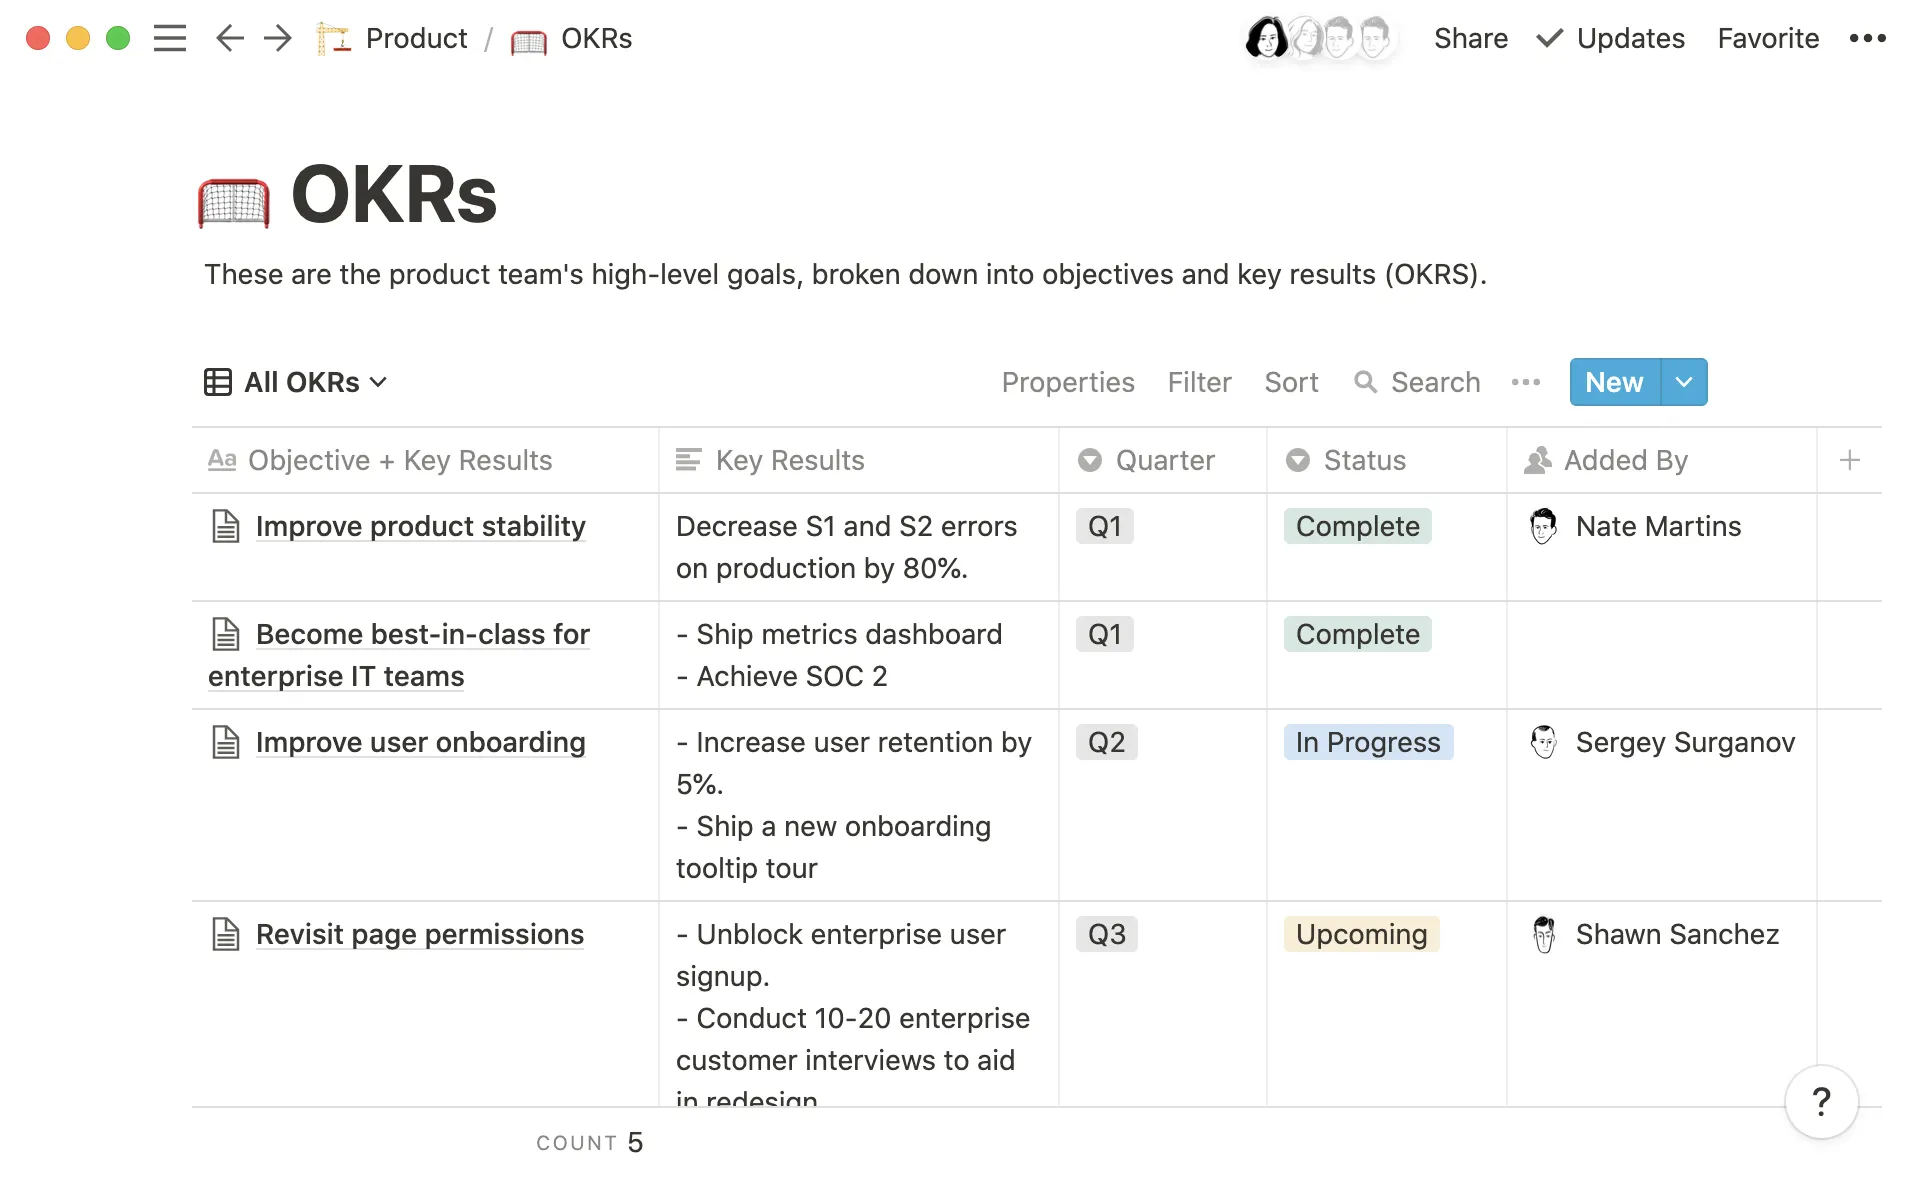 Product / OKRs
Share Updates Favorite
OKRs
These are the product team's high-level goals, broken down into objectives and key results (OKRS).
All OKRs
Properties Filter Sort Search New
Aa Objective + Key Results Key Results Quarter Status Added By
Improve product stability
Decrease S1 and S2 errors
on production by 80%.
Q1
Complete
Nate Martins
Become best-in-class for
enterprise IT teams
- Ship metrics dashboard
- Achieve SOC 2
Q1
Complete
Improve user onboarding
- Increase user retention by
5%.
- Ship a new onboarding
tooltip tour
Q2
In Progress
Sergey Surganov
Revisit page permissions
- Unblock enterprise user
signup.
- Conduct 10-20 enterprise
customer interviews to aid
in redesign
Q3
Upcoming
Shawn Sanchez
?
COUNT 5